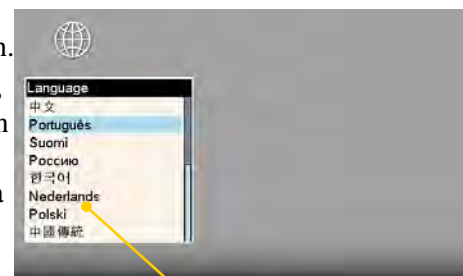 Language
中文
Português
Suomi
Россию
한국어
Nederlands
Polski
中國傳統